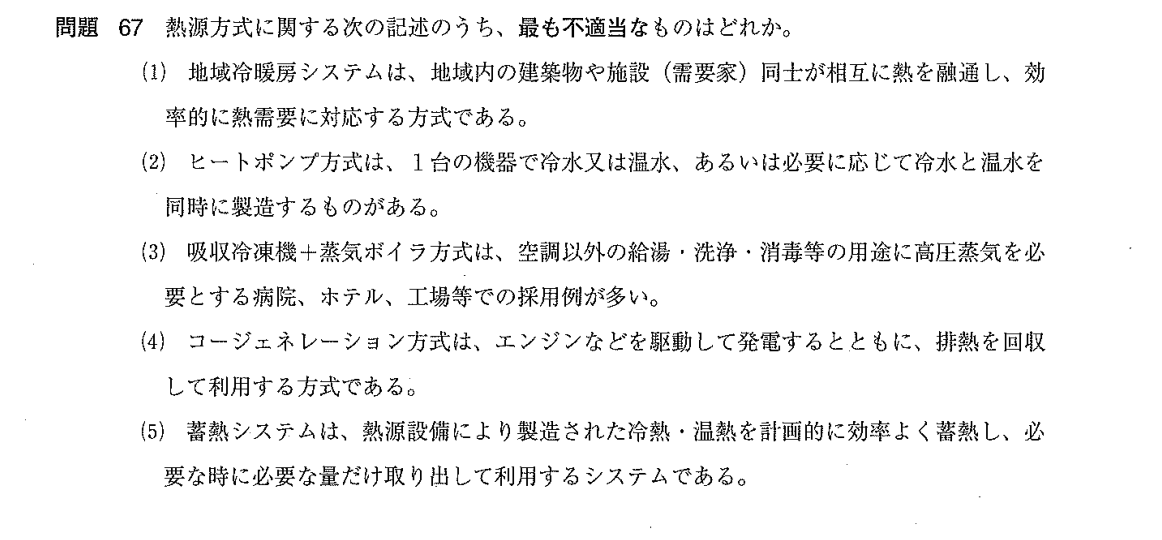 問題 67 熱源方式に関する次の記述のうち、最も不適当なものはどれか。
(1) 地域冷暖房システムは、地域内の建築物や施設（需要家）同士が相互に熱を融通し、効
率的に熱需要に対応する方式である。
(2) ヒートポンプ方式は、1台の機器で冷水又は温水、あるいは必要に応じて冷水と温水を
同時に製造するものがある。
(3) 吸収冷凍機＋蒸気ボイラ方式は、空調以外の給湯・洗浄・消毒等の用途に高圧蒸気を必
要とする病院、ホテル、工場等での採用例が多い。
(4) コージェネレーション方式は、エンジンなどを駆動して発電するとともに、排熱を回収
して利用する方式である。
(5) 蓄熱システムは、熱源設備により製造された冷熱・温熱を計画的に効率よく蓄熱し、必
要な時に必要な量だけ取り出して利用するシステムである。